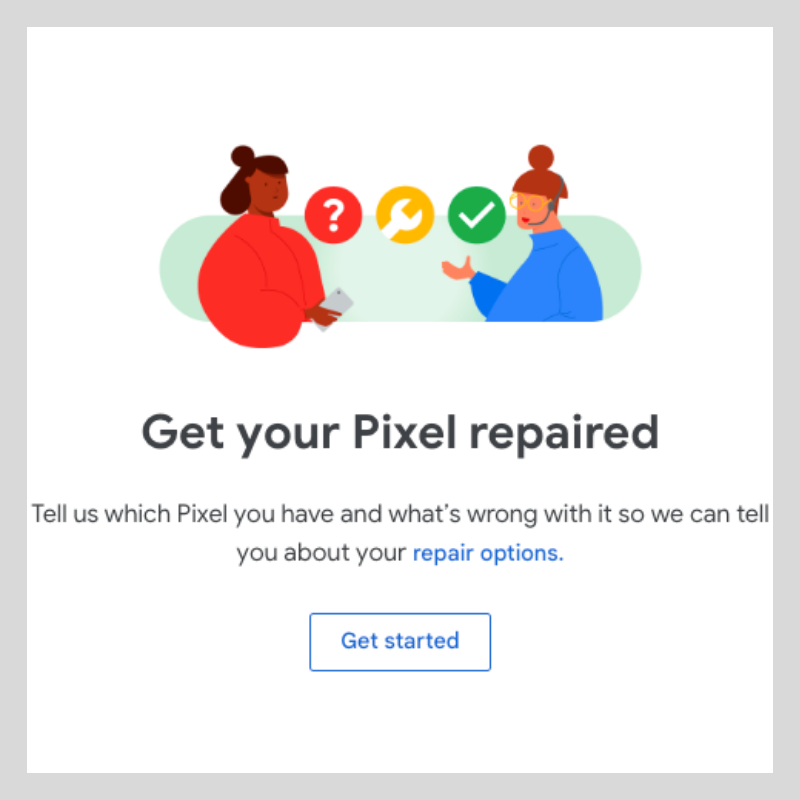 ?
Get your Pixel repaired
Tell us which Pixel you have and what’s wrong with it so we can tell
you about your repair options.
Get started